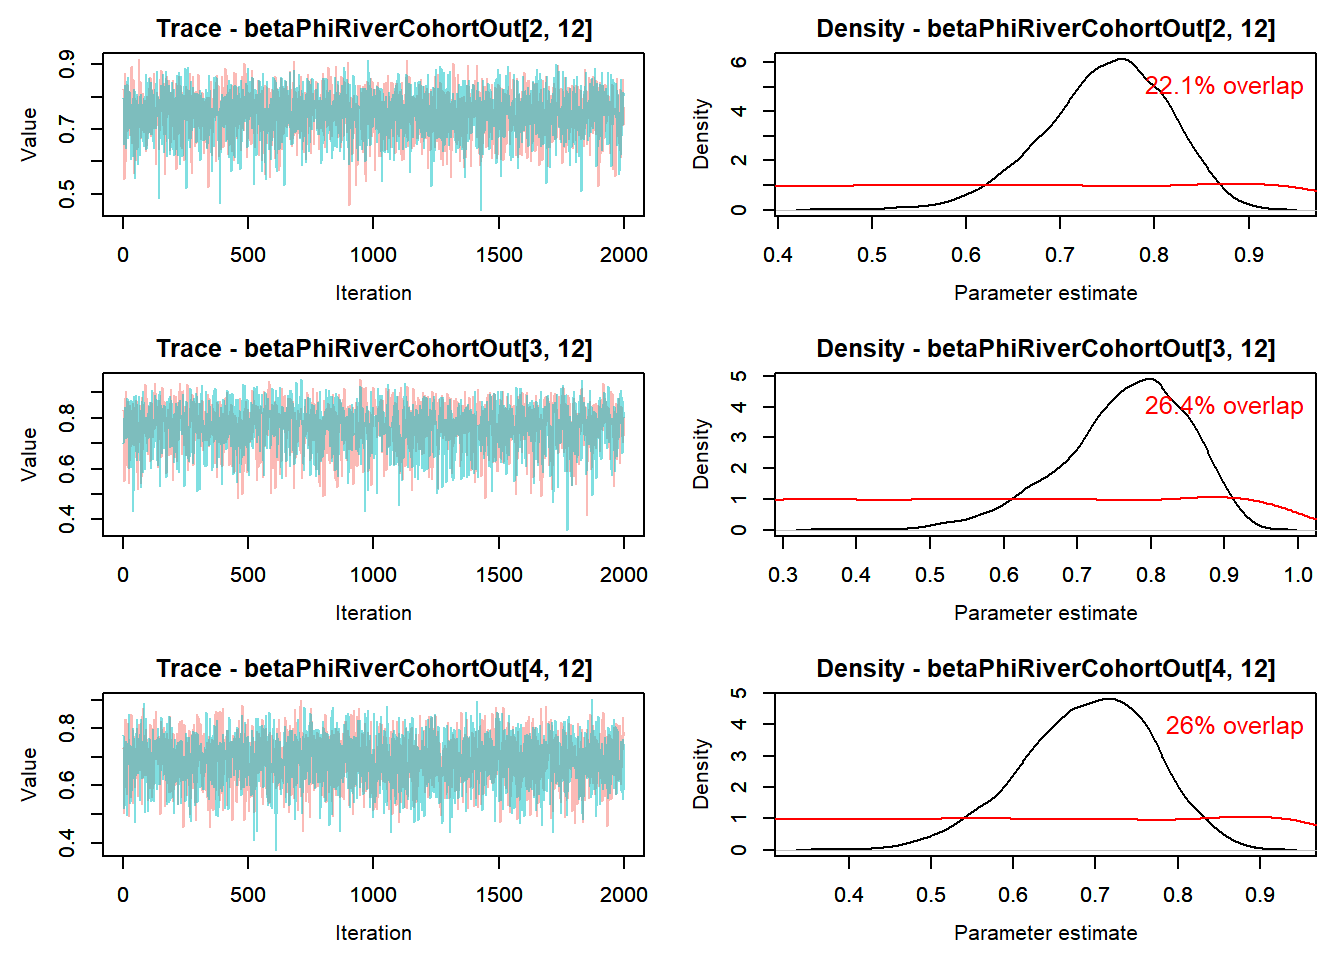 Trace - betaPhiRiverCohortOut[2, 12]
Value
0.5 0.7 0.9
0 500 1000 1500 2000
Iteration
Density - betaPhiRiverCohortOut[2, 12]
22.1% overlap
Density
0 2 4 6
0.4 0.5 0.6 0.7 0.8 0.9
Parameter estimate
Trace - betaPhiRiverCohortOut[3, 12]
Value
0.4 0.6 0.8
0 500 1000 1500 2000
Iteration
Density - betaPhiRiverCohortOut[3, 12]
26.4% overlap
Density
0 1 2 3 4 5
0.3 0.4 0.5 0.6 0.7 0.8 0.9 1.0
Parameter estimate
Trace - betaPhiRiverCohortOut[4, 12]
Value
0.4 0.6 0.8
0 500 1000 1500 2000
Iteration
Density - betaPhiRiverCohortOut[4, 12]
26% overlap
Density
0 1 2 3 4 5
0.4 0.5 0.6 0.7 0.8 0.9
Parameter estimate